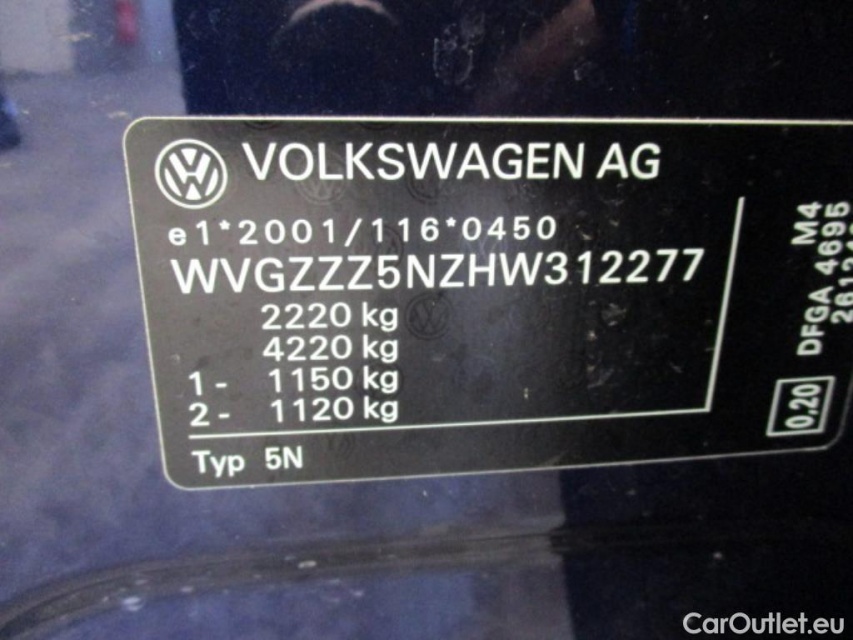 VOLKSWAGEN AG
e1*2001/116*0450
WVGZZZ5NZHW312277
2220 kg
4220 kg
1- 1150 kg
2- 1120 kg
Typ 5N
M4
DFGA 4695
0,20
CarOutlet.eu